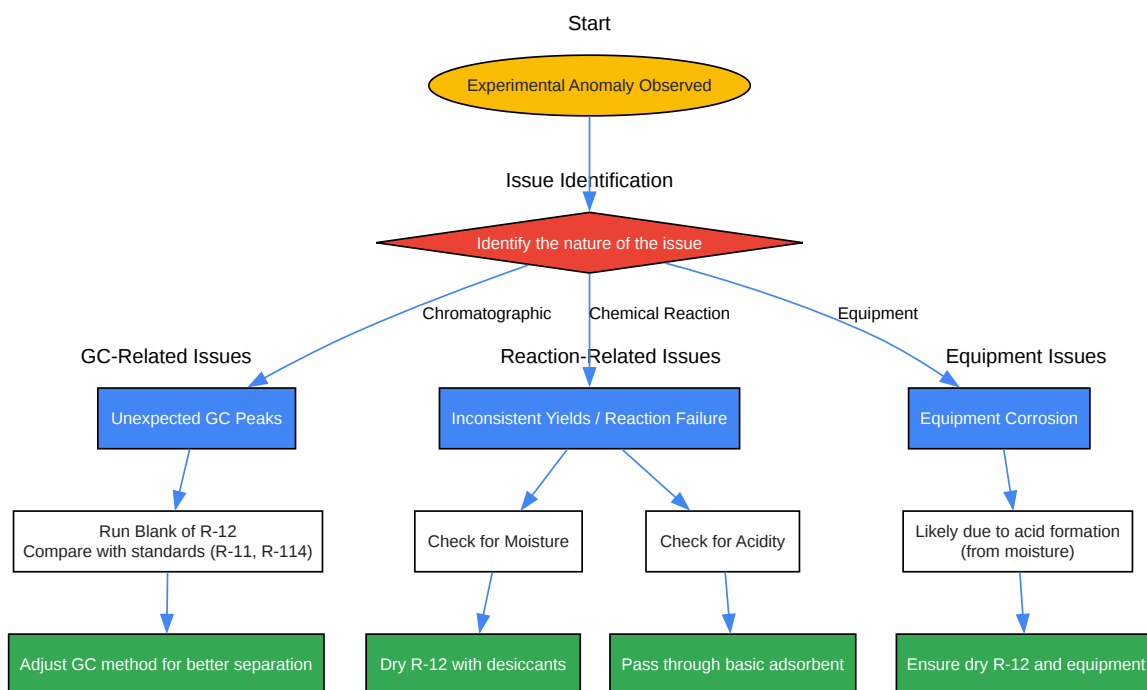 Start
Experimental Anomaly Observed
Issue Identification
Identify the nature of the issue
Chromatographic
Chemical Reaction
Equipment
GC-Related Issues
Reaction-Related Issues
Equipment Issues
Unexpected GC Peaks
Inconsistent Yields / Reaction Failure
Equipment Corrosion
Run Blank of R-12
Compare with standards (R-11, R-114)
Check for Moisture
Check for Acidity
Likely due to acid formation
(from moisture)
Adjust GC method for better separation
Dry R-12 with desiccants
Pass through basic adsorbent
Ensure dry R-12 and equipment